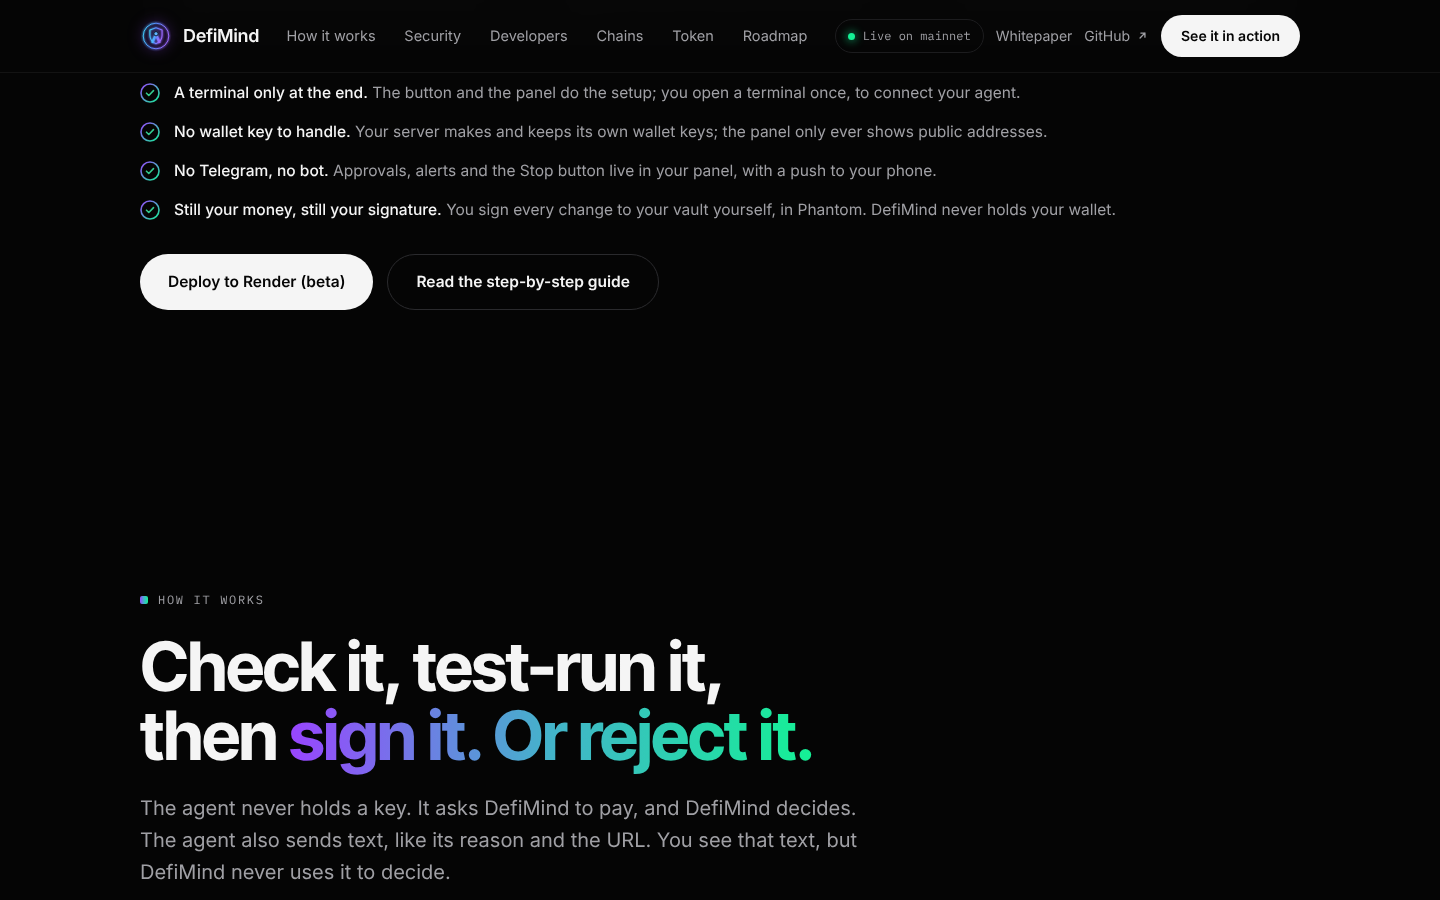 DefiMind How it works Security Developers Chains Token Roadmap Live on mainnet Whitepaper GitHub ↗ See it in action
A terminal only at the end. The button and the panel do the setup; you open a terminal once, to connect your agent.
No wallet key to handle. Your server makes and keeps its own wallet keys; the panel only ever shows public addresses.
No Telegram, no bot. Approvals, alerts and the Stop button live in your panel, with a push to your phone.
Still your money, still your signature. You sign every change to your vault yourself, in Phantom. DefiMind never holds your wallet.
Deploy to Render (beta) Read the step-by-step guide
HOW IT WORKS
Check it, test-run it,
then sign it. Or reject it.
The agent never holds a key. It asks DefiMind to pay, and DefiMind decides.
The agent also sends text, like its reason and the URL. You see that text, but
DefiMind never uses it to decide.